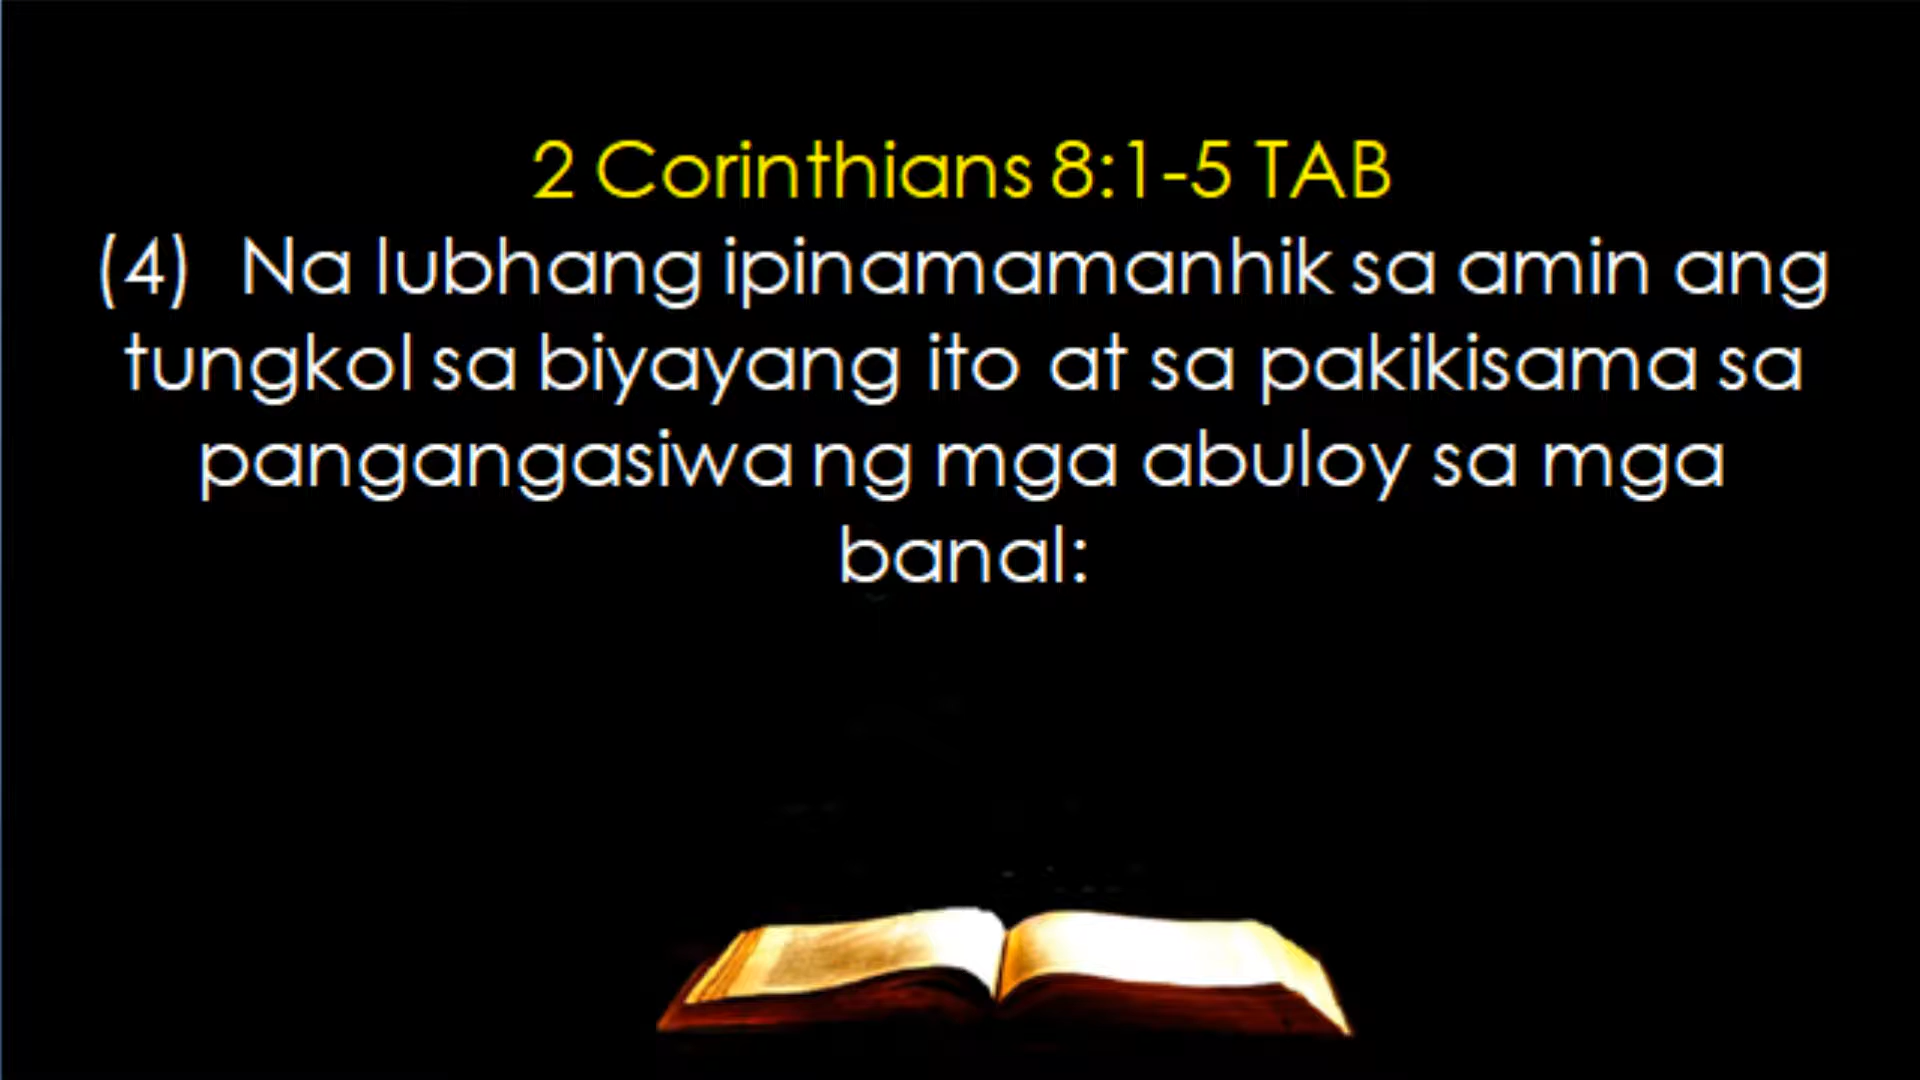 2 Corinthians 8:1-5 TAB
(4) Na lubhang ipinamamanhik sa amin ang
tungkol sa biyayang ito at sa pakikisama sa
pangangasiwa ng mga abuloy sa mga
banal: